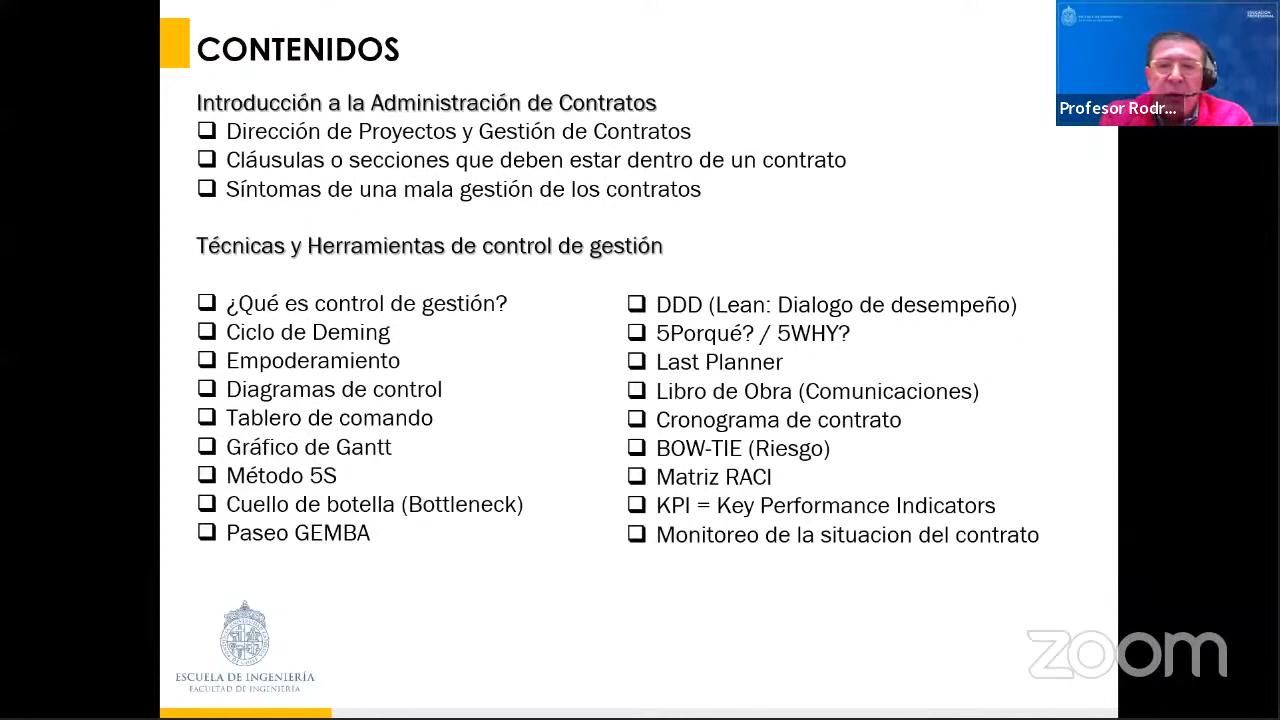 CONTENIDOS
Introducción a la Administración de Contratos
Dirección de Proyectos y Gestión de Contratos
Cláusulas o secciones que deben estar dentro de un contrato
Síntomas de una mala gestión de los contratos
Técnicas y Herramientas de control de gestión
¿Qué es control de gestión?
Ciclo de Deming
Empoderamiento
Diagramas de control
Tablero de comando
Gráfico de Gantt
Método 5S
Cuello de botella (Bottleneck)
Paseo GEMBA
DDD (Lean: Dialogo de desempeño)
5Porqué? / 5WHY?
Last Planner
Libro de Obra (Comunicaciones)
Cronograma de contrato
BOW-TIE (Riesgo)
Matriz RACI
KPI = Key Performance Indicators
Monitoreo de la situacion del contrato
ESCUELA DE INGENIERÍA
FACULTAD DE INGENIERÍA
zoom
ESCUELA DE INGENIERÍA
EDUCACIÓN
PROFESIONAL
Profesor Rodr...